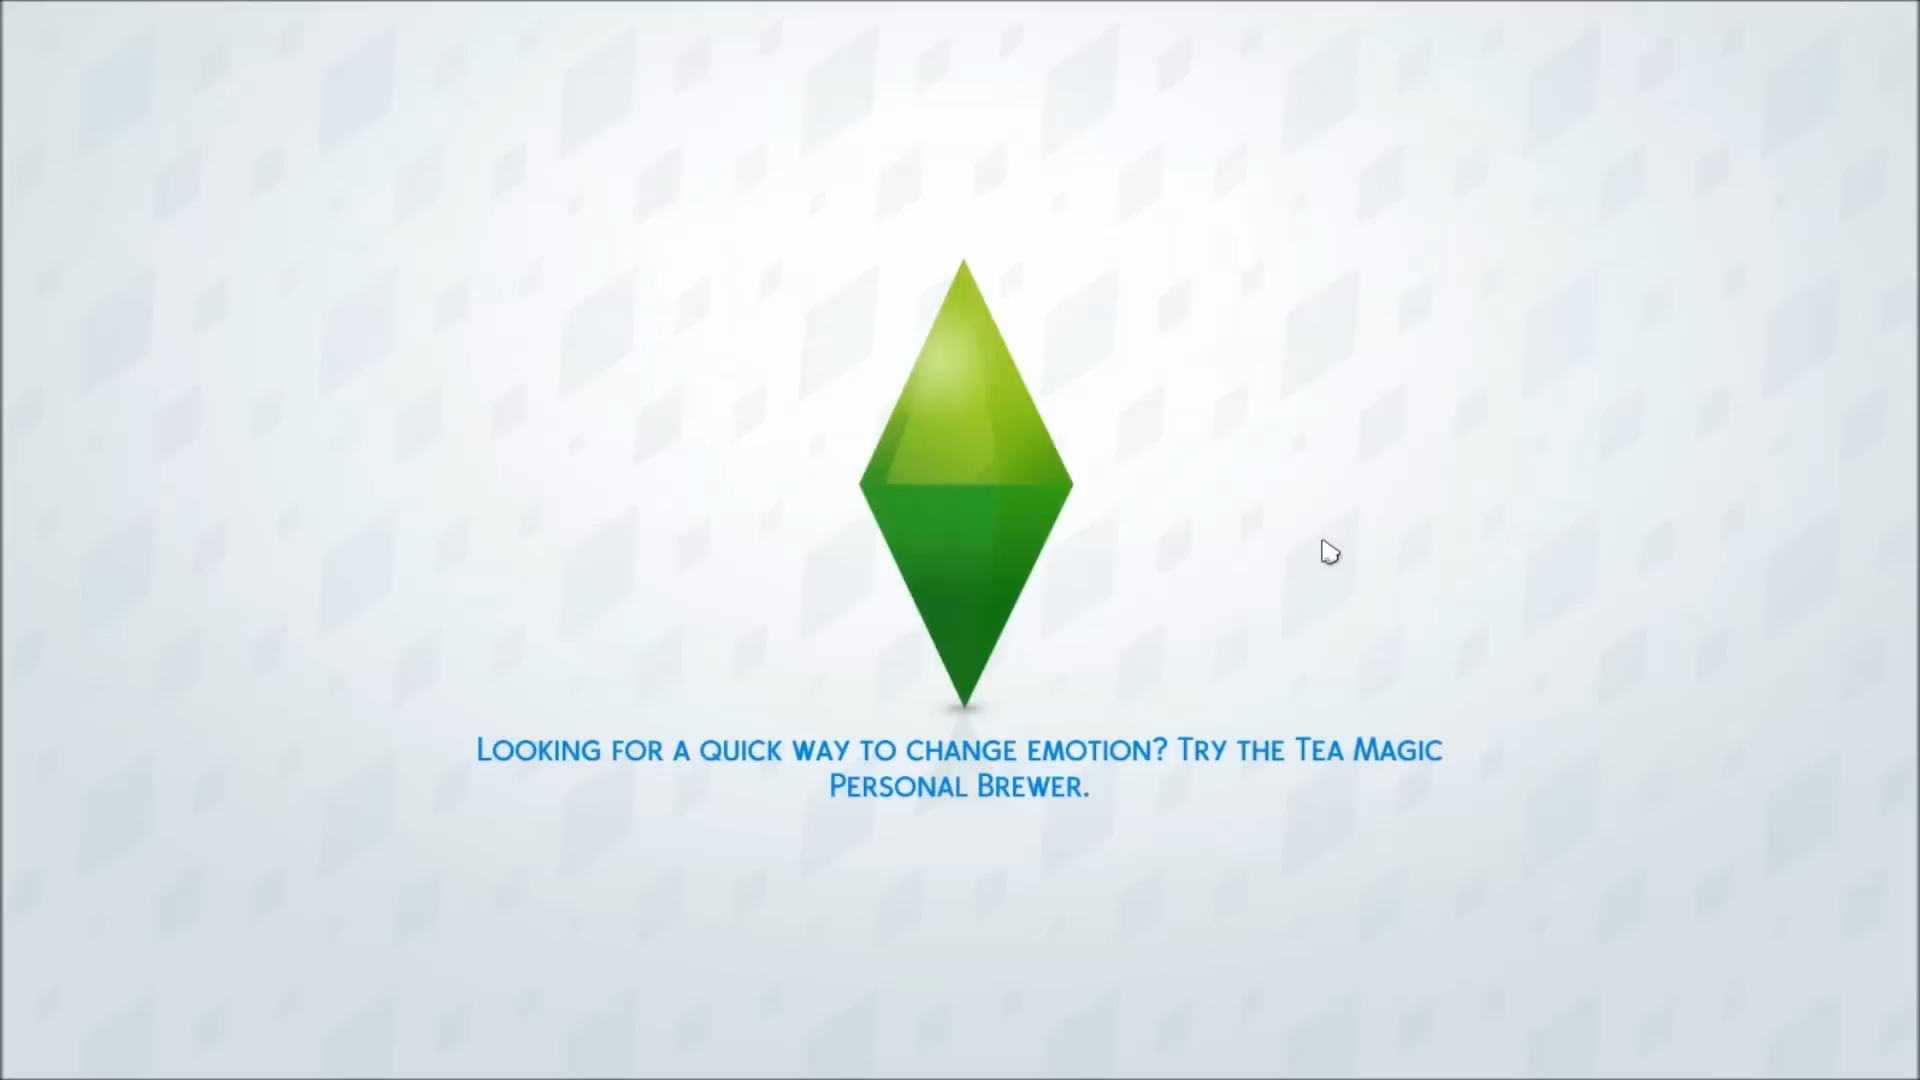 Looking for a quick way to change emotion? Try the Tea Magic
Personal Brewer.